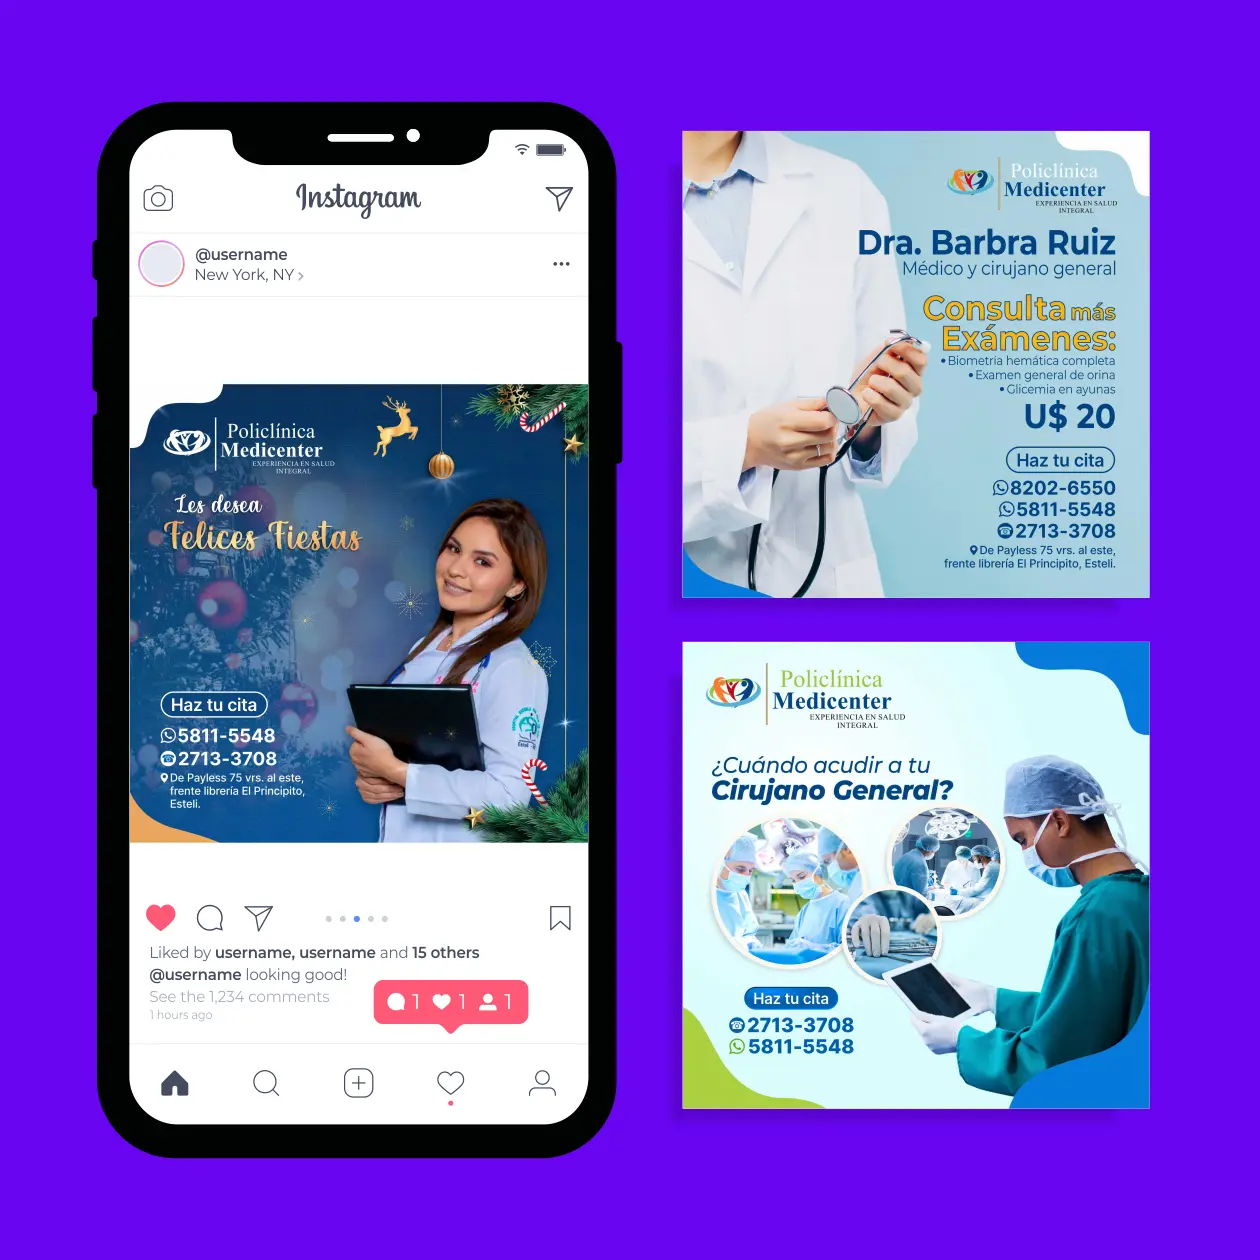 Instagram
@username
New York, NY >
Policlínica
Medicenter
EXPERIENCIA EN SALUD
INTEGRAL
Les desea
Felices Fiestas
Haz tu cita
5811-5548
2713-3708
De Payless 75 vrs. al este,
frente librería El Principito,
Esteli.
Liked by username, username and 15 others
@username looking good!
See the 1,234 comments
1 hours ago
1 1 1
Policlínica
Medicenter
EXPERIENCIA EN SALUD
INTEGRAL
Dra. Barbra Ruiz
Médico y cirujano general
Consulta más
Exámenes:
• Biometría hemática completa
• Examen general de orina
• Glicemia en ayunas
U$ 20
Haz tu cita
8202-6550
5811-5548
2713-3708
De Payless 75 vrs. al este,
frente librería El Principito, Esteli.
Policlínica
Medicenter
EXPERIENCIA EN SALUD
INTEGRAL
¿Cuándo acudir a tu
Cirujano General?
Haz tu cita
2713-3708
5811-5548